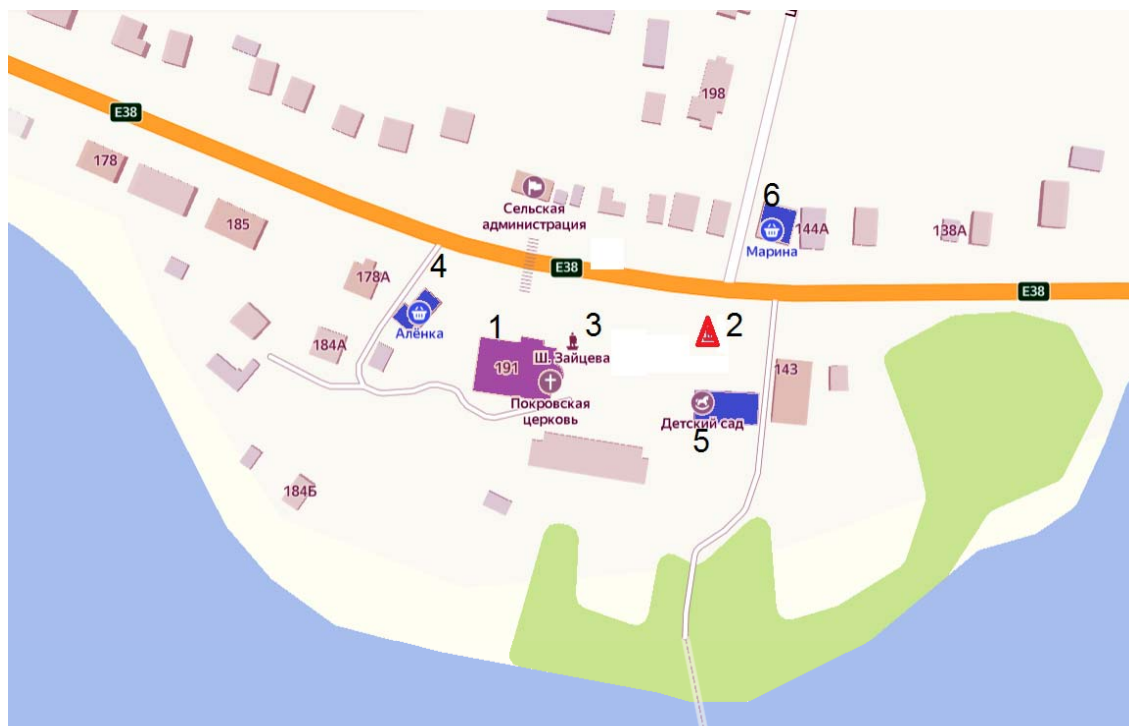 198
E38
178
6
Сельская
администрация
144А
138А
185
Марина
4
178А
E38
E38
Алёнка
1
3
2
184А
191
Ш. Зайцева
143
Покровская
церковь
Детский сад
5
184Б